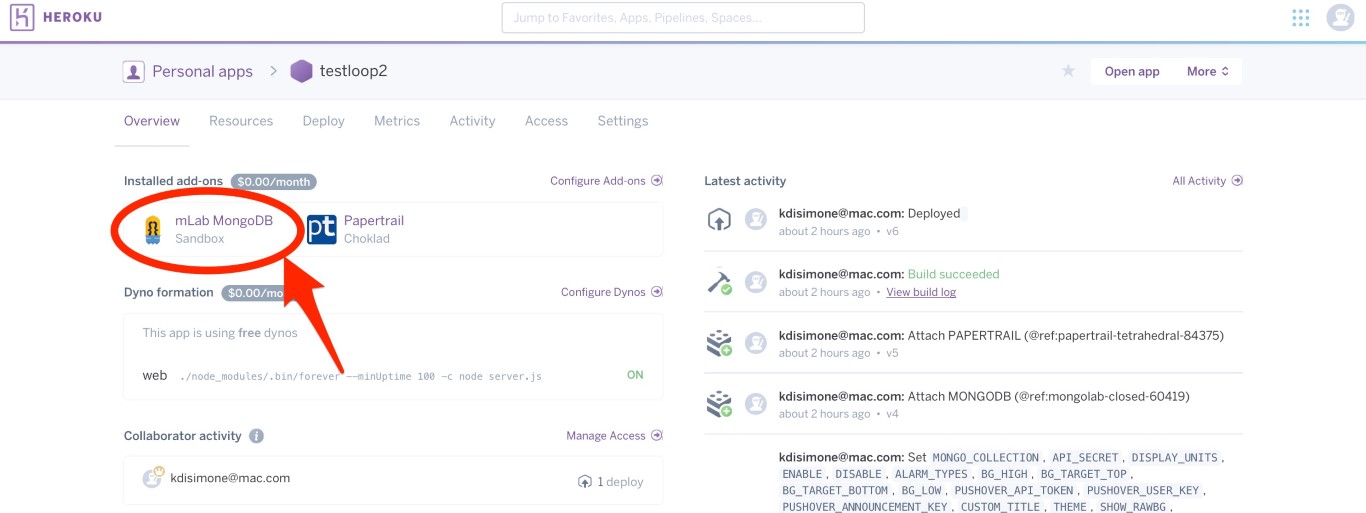 HEROKU
Jump to Favorites, Apps, Pipelines, Spaces...
Personal apps > testloop2
Open app
More
Overview Resources Deploy Metrics Activity Access Settings
Installed add-ons $0.00/month
Configure Add-ons
mLab MongoDB
Sandbox
pt
Papertrail
Choklad
Dyno formation $0.00/mo
Configure Dynos
This app is using free dynos
web ./node_modules/.bin/forever --minUptime 100 -c node server.js ON
Collaborator activity i
Manage Access
kdisimone@mac.com
1 deploy
Latest activity
All Activity
kdisimone@mac.com: Deployed
about 2 hours ago • v6
kdisimone@mac.com: Build succeeded
about 2 hours ago • View build log
kdisimone@mac.com: Attach PAPERTRAIL (@ref:papertrail-tetrahedral-84375)
about 2 hours ago • v5
kdisimone@mac.com: Attach MONGODB (@ref:mongolab-closed-60419)
about 2 hours ago • v4
kdisimone@mac.com: Set MONGO_COLLECTION, API_SECRET, DISPLAY_UNITS,
ENABLE, DISABLE, ALARM_TYPES, BG_HIGH, BG_TARGET_TOP,
BG_TARGET_BOTTOM, BG_LOW, PUSHOVER_API_TOKEN, PUSHOVER_USER_KEY,
PUSHOVER_ANNOUNCEMENT_KEY, CUSTOM_TITLE, THEME, SHOW_RAWBG,